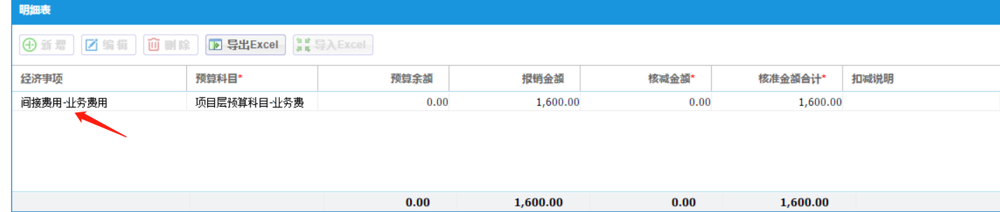 明细表
新增 编辑 删除 导出Excel 导入Excel
经济事项 预算科目* 预算余额 报销金额 核减金额* 核准金额合计* 扣减说明
间接费用-业务费用 项目层预算科目-业务费 0.00 1,600.00 0.00 1,600.00
0.00 1,600.00 0.00 1,600.00